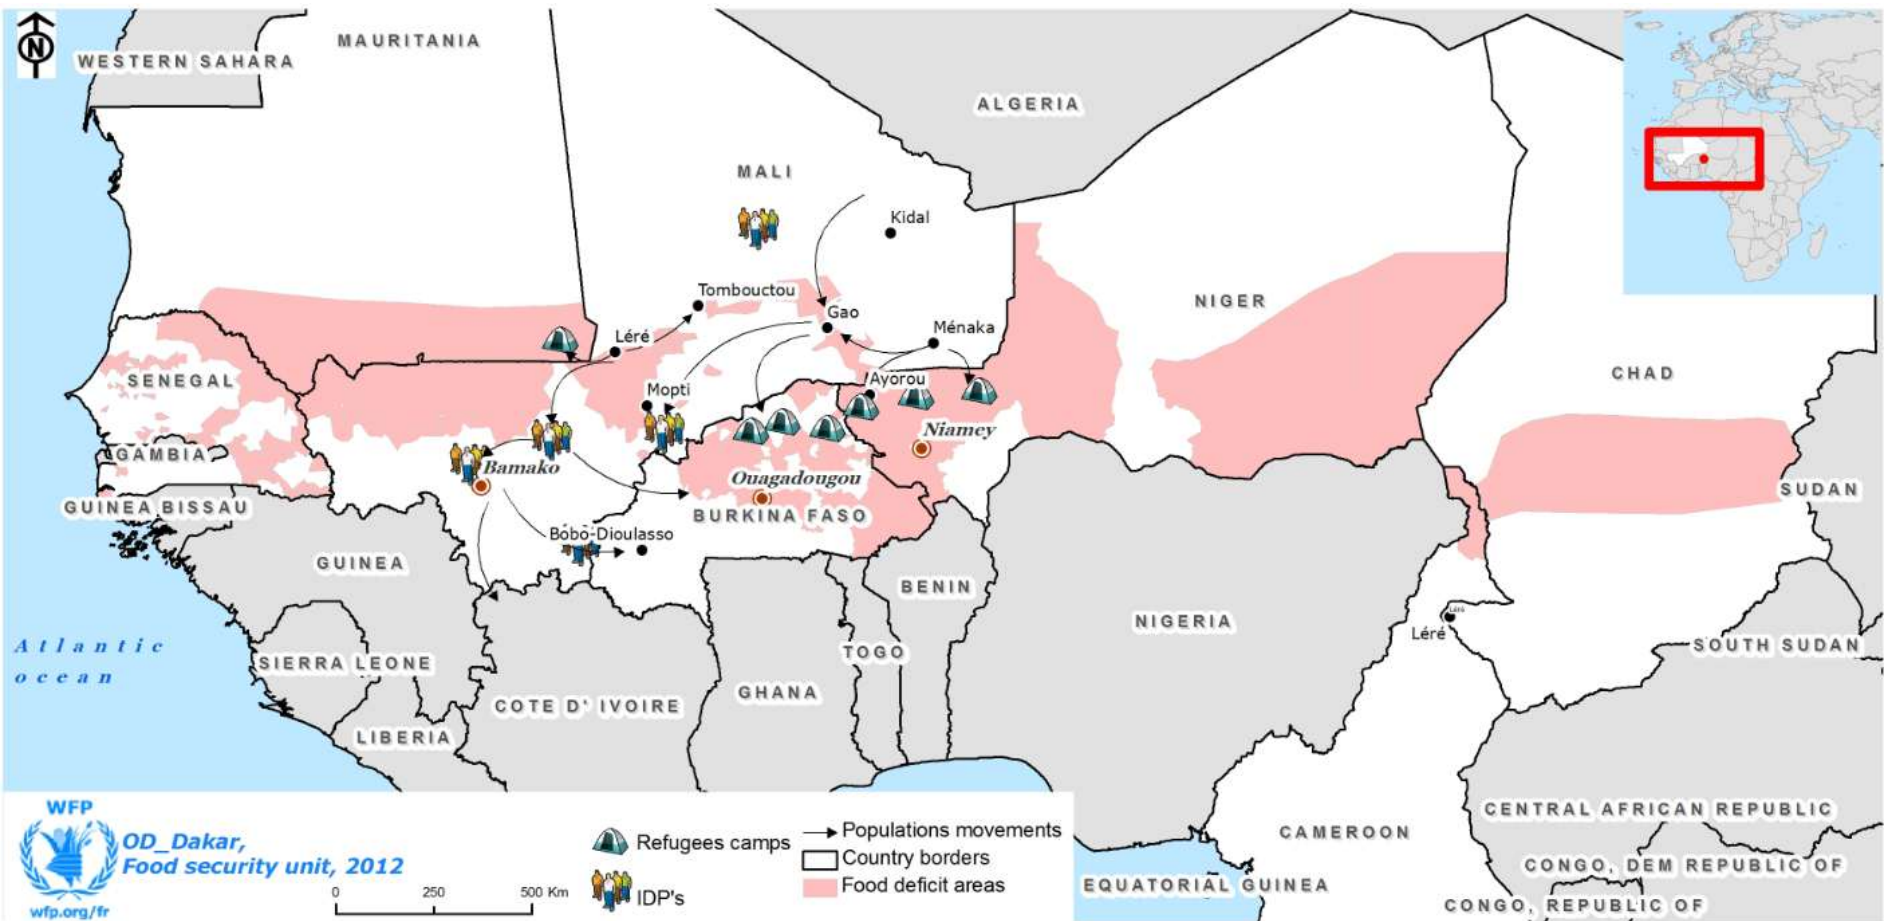 N
WESTERN SAHARA
MAURITANIA
ALGERIA
MALI
Kidal
Tombouctou
NIGER
Gao
Léré
Ménaka
CHAD
SENEGAL
Mopti
Ayorou
Niamey
GAMBIA
Bamako
Ouagadougou
SUDAN
GUINEA BISSAU
BURKINA FASO
Bobo-Dioulasso
GUINEA
BENIN
NIGERIA
Léré
Léré
Atlantic
ocean
SIERRA LEONE
TOGO
SOUTH SUDAN
COTE D' IVOIRE
GHANA
LIBERIA
CENTRAL AFRICAN REPUBLIC
CAMEROON
CONGO, DEM REPUBLIC OF
EQUATORIAL GUINEA
CONGO, REPUBLIC OF
WFP
wfp.org/fr
OD_Dakar,
Food security unit, 2012
0 250 500 Km
Refugees camps
IDP's
Populations movements
Country borders
Food deficit areas